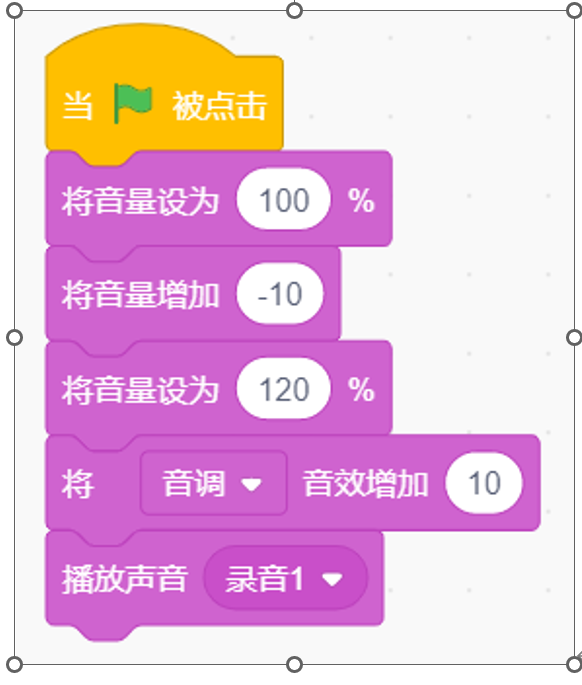 当 被点击
将音量设为 100 %
将音量增加 -10
将音量设为 120 %
将 音调 音效增加 10
播放声音 录音1